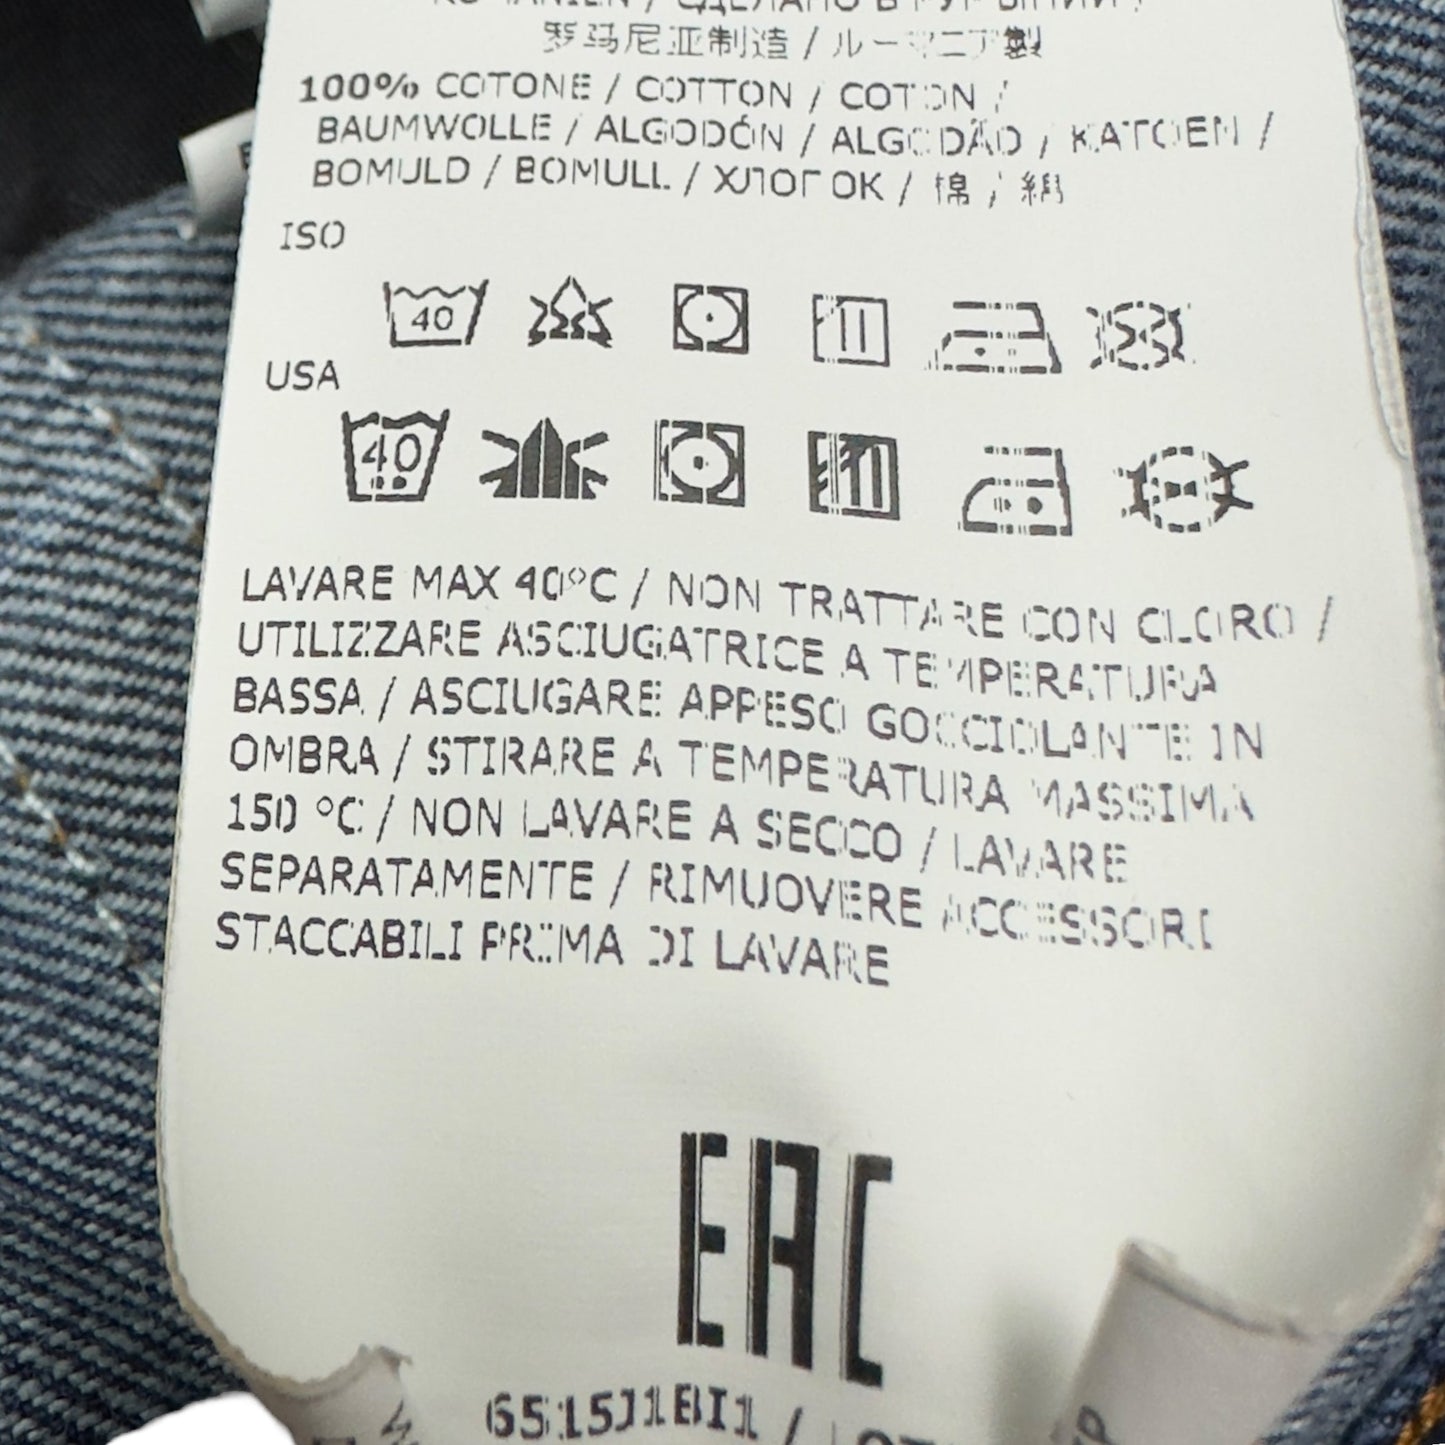 罗马尼亚制造 / ルーマニア製
100% COTONE / COTTON / COTON /
BAUMWOLLE / ALGODÓN / ALGODÃO / KATOEN /
BOMULD / BOMULL / ХЛОПОК / 棉 / 綿
ISO
40
USA
40
LAVARE MAX 40°C / NON TRATTARE CON CLORO /
UTILIZZARE ASCIUGATRICE A TEMPERATURA
BASSA / ASCIUGARE APPESO GOCCIOLANTE IN
OMBRA / STIRARE A TEMPERATURA MASSIMA
150 °C / NON LAVARE A SECCO / LAVARE
SEPARATAMENTE / RIMUOVERE ACCESSORI
STACCABILI PRIMA DI LAVARE
EAC
6515J1BI1 /